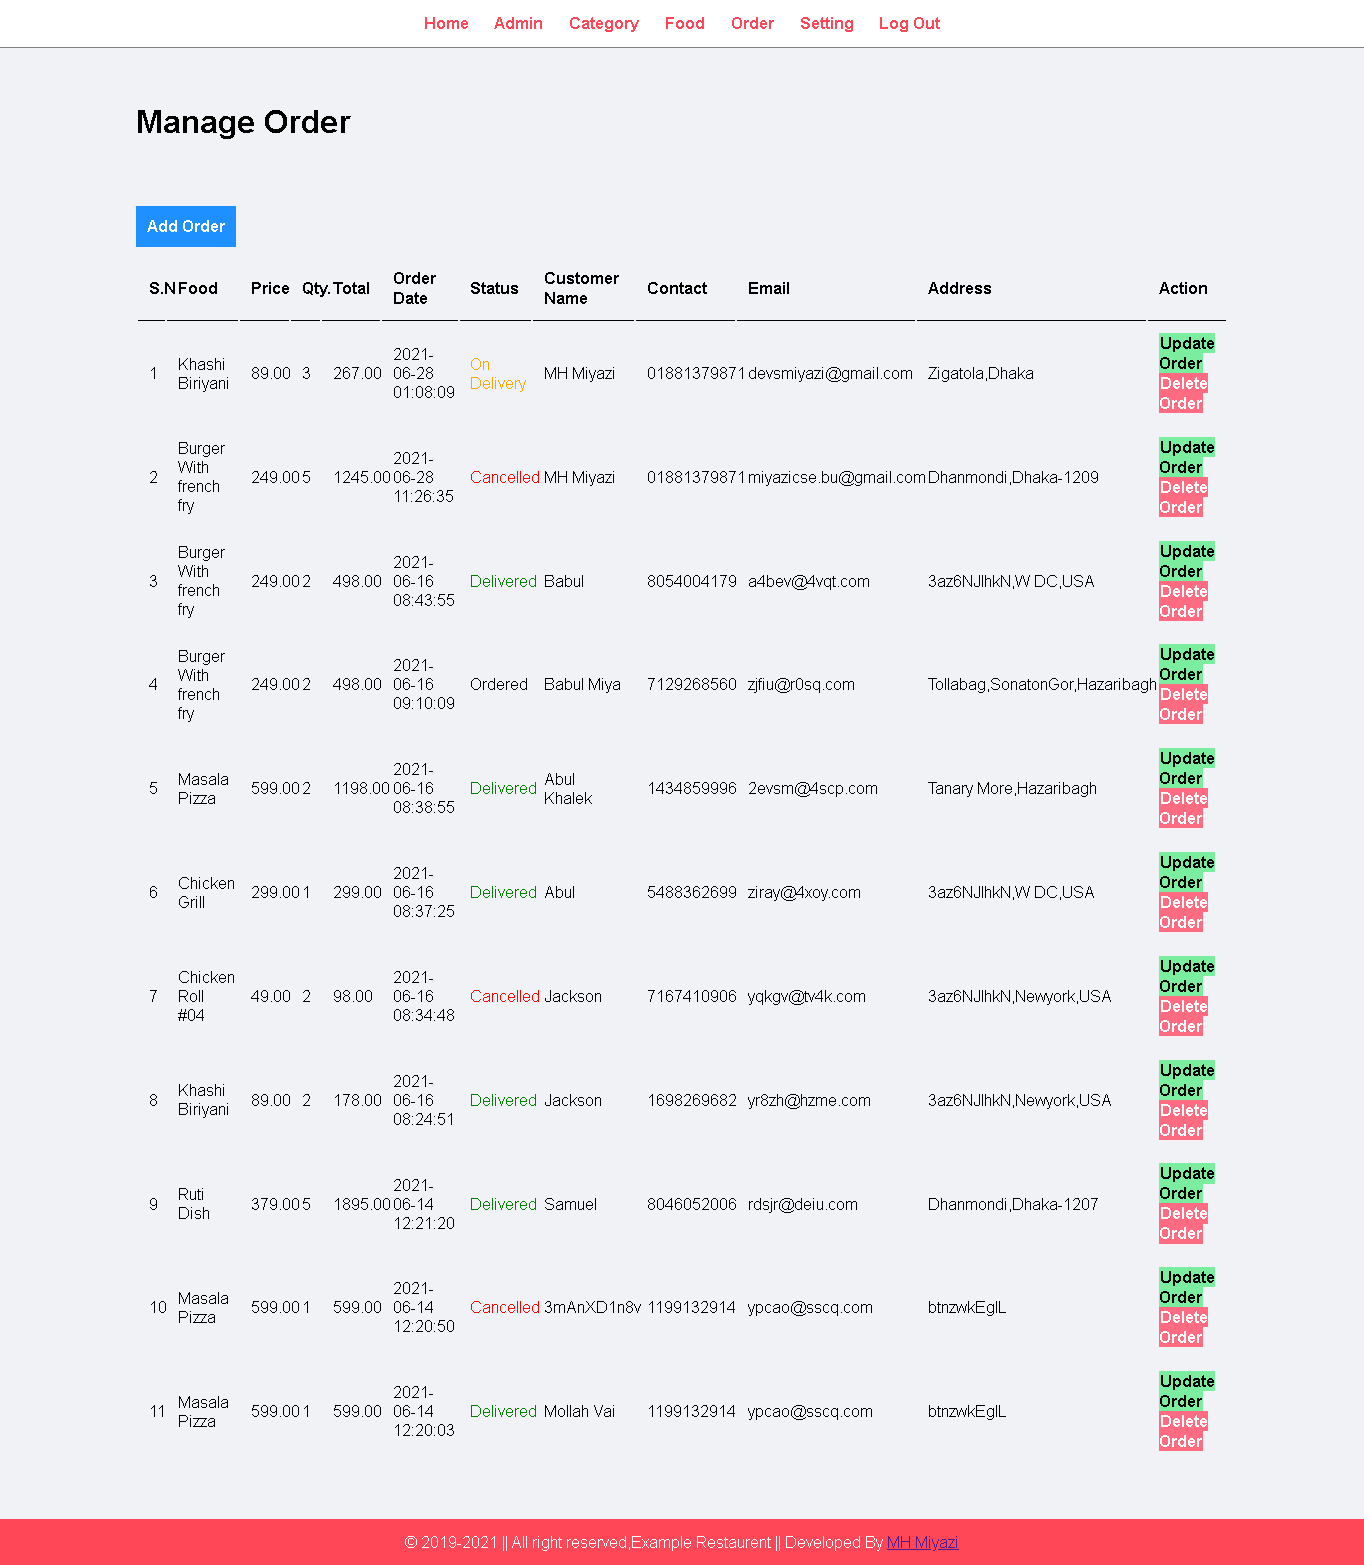 Home Admin Category Food Order Setting Log Out
Manage Order
Add Order
S.N Food Price Qty. Total Order Date Status Customer Name Contact Email Address Action
1 Khashi Biriyani 89.00 3 267.00 2021-06-28 01:08:09 On Delivery MH Miyazi 01881379871 devsmiyazi@gmail.com Zigatola,Dhaka Update Order Delete Order
2 Burger With french fry 249.00 5 1245.00 2021-06-28 11:26:35 Cancelled MH Miyazi 01881379871 miyazicse.bu@gmail.com Dhanmondi,Dhaka-1209 Update Order Delete Order
3 Burger With french fry 249.00 2 498.00 2021-06-16 08:43:55 Delivered Babul 8054004179 a4bev@4vqt.com 3az6NJlhkN,W DC,USA Update Order Delete Order
4 Burger With french fry 249.00 2 498.00 2021-06-16 09:10:09 Ordered Babul Miya 7129268560 zjfiu@r0sq.com Tollabag,SonatonGor,Hazaribagh Update Order Delete Order
5 Masala Pizza 599.00 2 1198.00 2021-06-16 08:38:55 Delivered Abul Khalek 1434859996 2evsm@4scp.com Tanary More,Hazaribagh Update Order Delete Order
6 Chicken Grill 299.00 1 299.00 2021-06-16 08:37:25 Delivered Abul 5488362699 ziray@4xoy.com 3az6NJlhkN,W DC,USA Update Order Delete Order
7 Chicken Roll #04 49.00 2 98.00 2021-06-16 08:34:48 Cancelled Jackson 7167410906 yqkgv@tv4k.com 3az6NJlhkN,Newyork,USA Update Order Delete Order
8 Khashi Biriyani 89.00 2 178.00 2021-06-16 08:24:51 Delivered Jackson 1698269682 yr8zh@hzme.com 3az6NJlhkN,Newyork,USA Update Order Delete Order
9 Ruti Dish 379.00 5 1895.00 2021-06-14 12:21:20 Delivered Samuel 8046052006 rdsjr@deiu.com Dhanmondi,Dhaka-1207 Update Order Delete Order
10 Masala Pizza 599.00 1 599.00 2021-06-14 12:20:50 Cancelled 3mAnXD1n8v 1199132914 ypcao@sscq.com btnzwkEglL Update Order Delete Order
11 Masala Pizza 599.00 1 599.00 2021-06-14 12:20:03 Delivered Mollah Vai 1199132914 ypcao@sscq.com btnzwkEglL Update Order Delete Order
© 2019-2021 || All right reserved,Example Restaurent || Developed By MH Miyazi